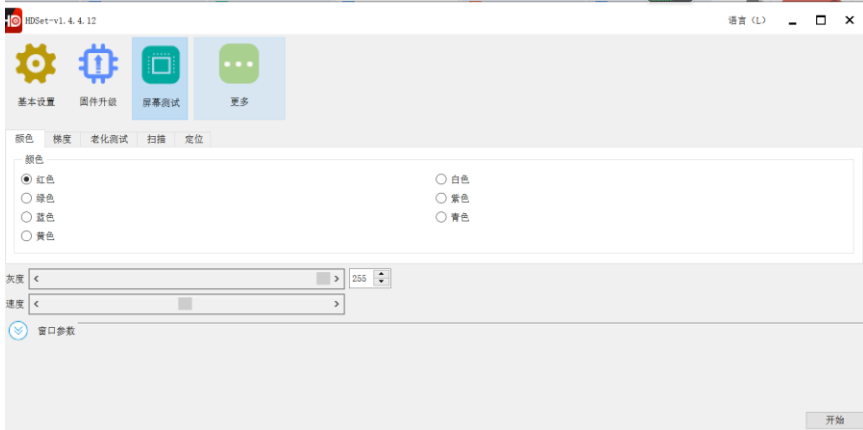 HDSet-v1.4.4.12 语言（L）
基本设置 固件升级 屏幕测试 更多
颜色 梯度 老化测试 扫描 定位
颜色
红色 白色
绿色 紫色
蓝色 青色
黄色
灰度 255
速度
窗口参数
开始